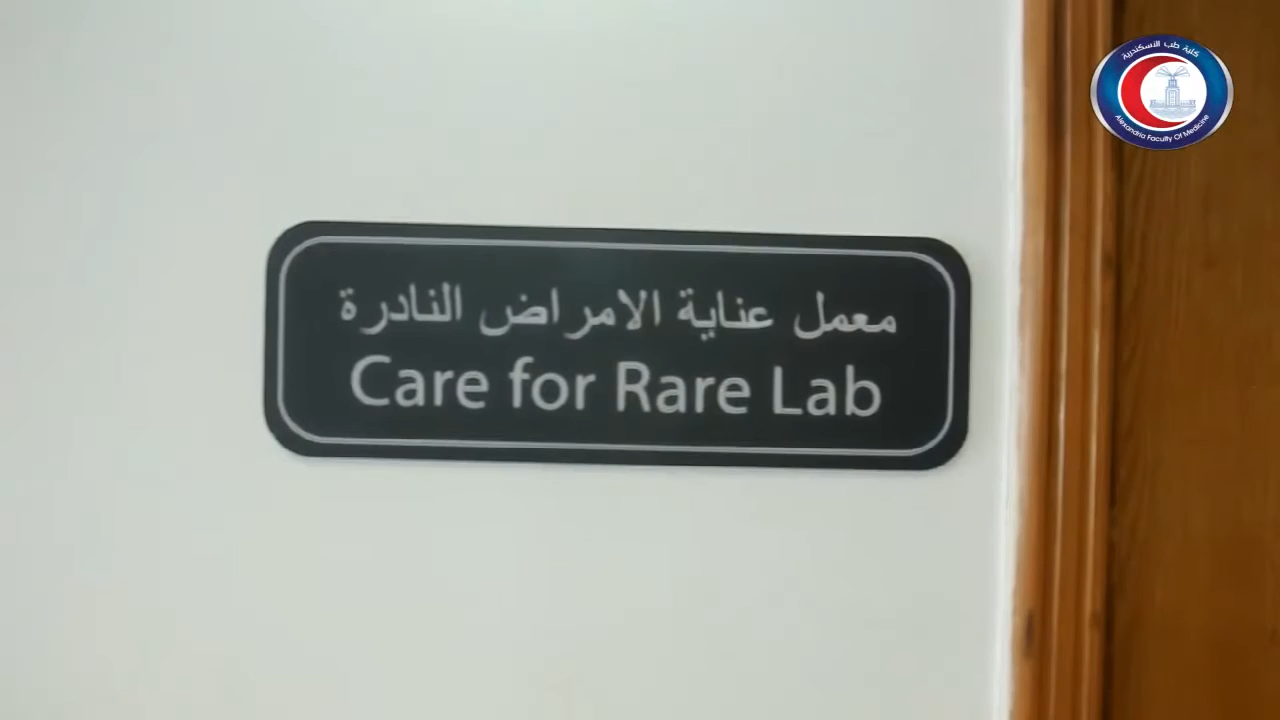 كلية طب الاسكندرية
Alexandria Faculty Of Medicine
معمل عناية الامراض النادرة
Care for Rare Lab